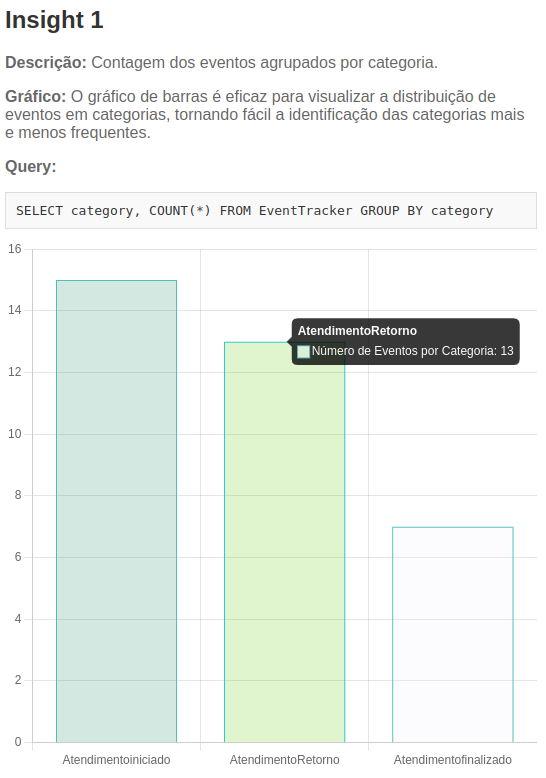 Insight 1
Descrição: Contagem dos eventos agrupados por categoria.
Gráfico: O gráfico de barras é eficaz para visualizar a distribuição de
eventos em categorias, tornando fácil a identificação das categorias mais
e menos frequentes.
Query:
SELECT category, COUNT(*) FROM EventTracker GROUP BY category
16
14
AtendimentoRetorno
Número de Eventos por Categoria: 13
12
10
8
6
4
2
0
Atendimentoiniciado AtendimentoRetorno Atendimentofinalizado